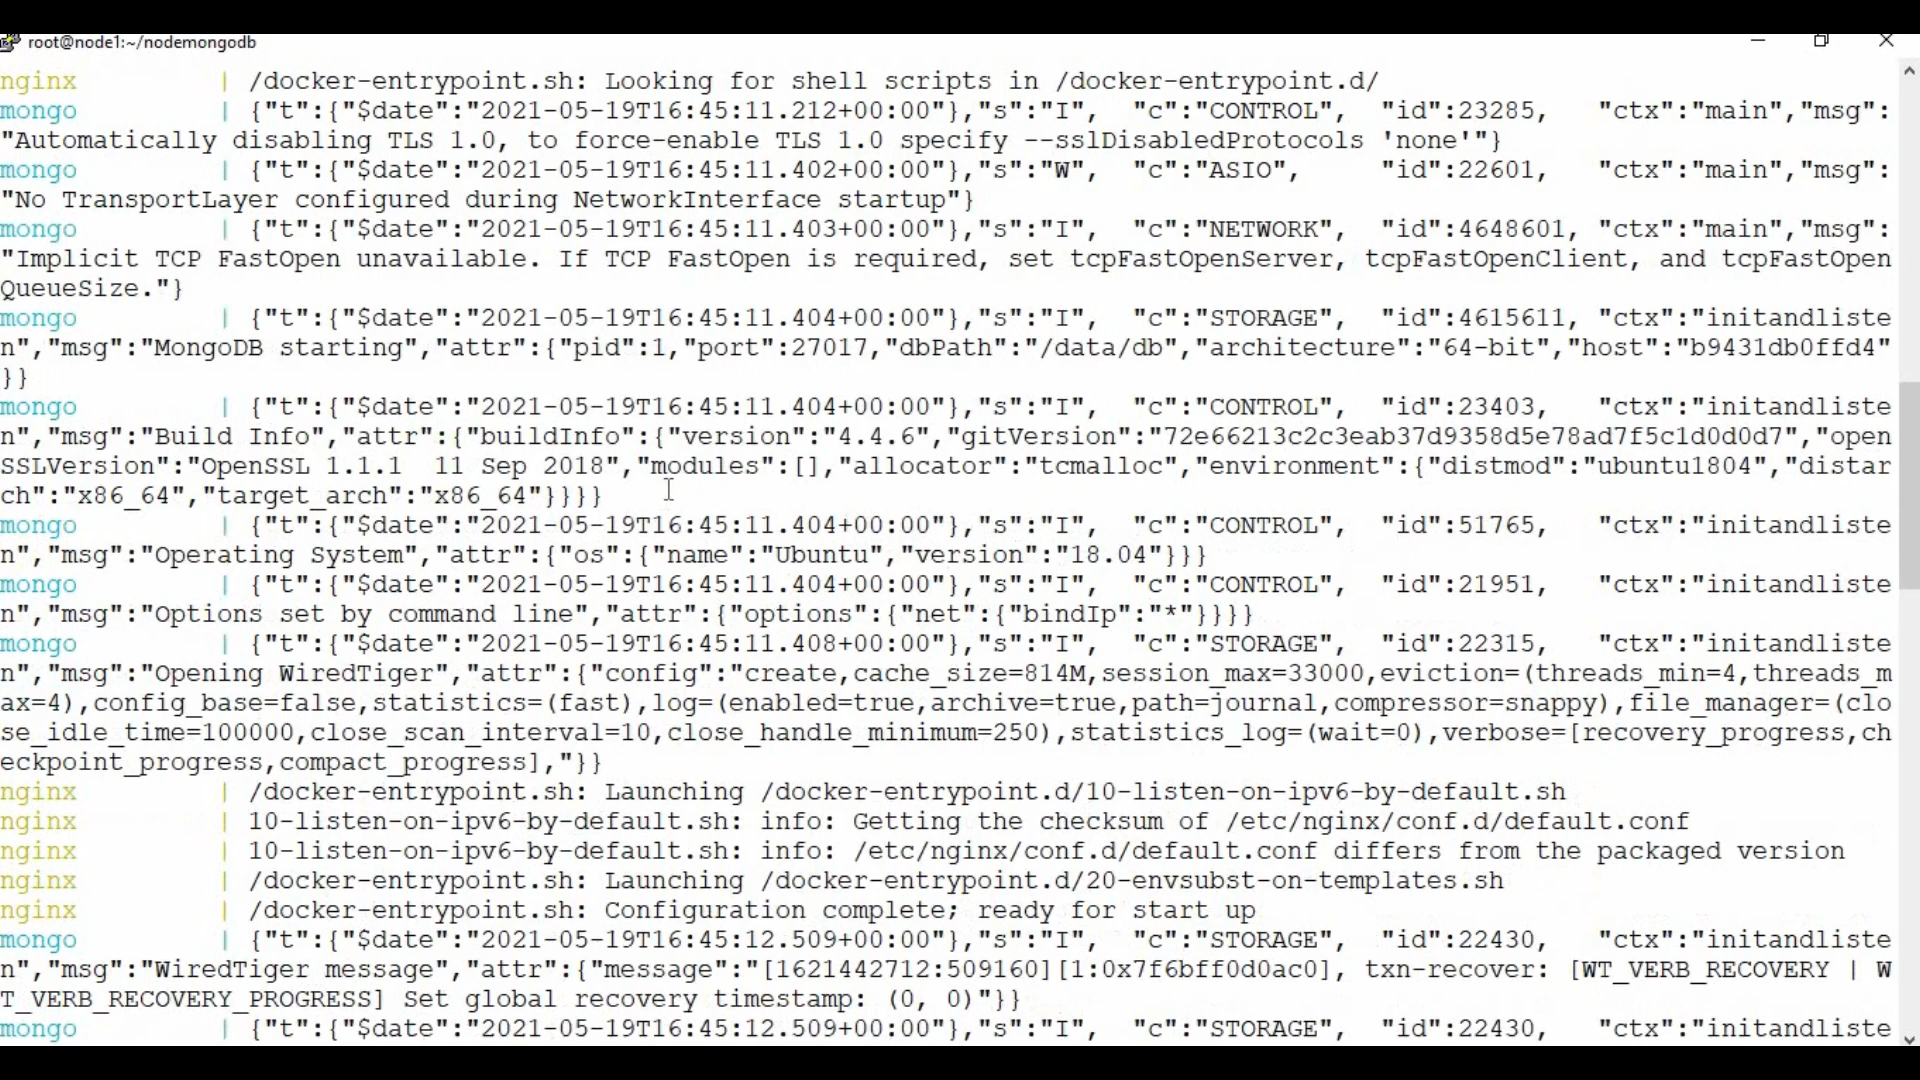 root@node1:~/nodemongodb
nginx | /docker-entrypoint.sh: Looking for shell scripts in /docker-entrypoint.d/
mongo | {"t":{"$date":"2021-05-19T16:45:11.212+00:00"},"s":"I", "c":"CONTROL", "id":23285, "ctx":"main","msg":
"Automatically disabling TLS 1.0, to force-enable TLS 1.0 specify --sslDisabledProtocols 'none'"}
mongo | {"t":{"$date":"2021-05-19T16:45:11.402+00:00"},"s":"W", "c":"ASIO", "id":22601, "ctx":"main","msg":
"No TransportLayer configured during NetworkInterface startup"}
mongo | {"t":{"$date":"2021-05-19T16:45:11.403+00:00"},"s":"I", "c":"NETWORK", "id":4648601, "ctx":"main","msg":
"Implicit TCP FastOpen unavailable. If TCP FastOpen is required, set tcpFastOpenServer, tcpFastOpenClient, and tcpFastOpen
QueueSize."}
mongo | {"t":{"$date":"2021-05-19T16:45:11.404+00:00"},"s":"I", "c":"STORAGE", "id":4615611, "ctx":"initandliste
n","msg":"MongoDB starting","attr":{"pid":1,"port":27017,"dbPath":"/data/db","architecture":"64-bit","host":"b9431db0ffd4"
}}
mongo | {"t":{"$date":"2021-05-19T16:45:11.404+00:00"},"s":"I", "c":"CONTROL", "id":23403, "ctx":"initandliste
n","msg":"Build Info","attr":{"buildInfo":{"version":"4.4.6","gitVersion":"72e66213c2c3eab37d9358d5e78ad7f5c1d0d0d7","open
SSLVersion":"OpenSSL 1.1.1  11 Sep 2018","modules":[],"allocator":"tcmalloc","environment":{"distmod":"ubuntu1804","distar
ch":"x86_64","target_arch":"x86_64"}}}}
mongo | {"t":{"$date":"2021-05-19T16:45:11.404+00:00"},"s":"I", "c":"CONTROL", "id":51765, "ctx":"initandliste
n","msg":"Operating System","attr":{"os":{"name":"Ubuntu","version":"18.04"}}}
mongo | {"t":{"$date":"2021-05-19T16:45:11.404+00:00"},"s":"I", "c":"CONTROL", "id":21951, "ctx":"initandliste
n","msg":"Options set by command line","attr":{"options":{"net":{"bindIp":"*"}}}}
mongo | {"t":{"$date":"2021-05-19T16:45:11.408+00:00"},"s":"I", "c":"STORAGE", "id":22315, "ctx":"initandliste
n","msg":"Opening WiredTiger","attr":{"config":"create,cache_size=814M,session_max=33000,eviction=(threads_min=4,threads_m
ax=4),config_base=false,statistics=(fast),log=(enabled=true,archive=true,path=journal,compressor=snappy),file_manager=(clo
se_idle_time=100000,close_scan_interval=10,close_handle_minimum=250),statistics_log=(wait=0),verbose=[recovery_progress,ch
eckpoint_progress,compact_progress],"}}
nginx | /docker-entrypoint.sh: Launching /docker-entrypoint.d/10-listen-on-ipv6-by-default.sh
nginx | 10-listen-on-ipv6-by-default.sh: info: Getting the checksum of /etc/nginx/conf.d/default.conf
nginx | 10-listen-on-ipv6-by-default.sh: info: /etc/nginx/conf.d/default.conf differs from the packaged version
nginx | /docker-entrypoint.sh: Launching /docker-entrypoint.d/20-envsubst-on-templates.sh
nginx | /docker-entrypoint.sh: Configuration complete; ready for start up
mongo | {"t":{"$date":"2021-05-19T16:45:12.509+00:00"},"s":"I", "c":"STORAGE", "id":22430, "ctx":"initandliste
n","msg":"WiredTiger message","attr":{"message":"[1621442712:509160][1:0x7f6bff0d0ac0], txn-recover: [WT_VERB_RECOVERY | W
T_VERB_RECOVERY_PROGRESS] Set global recovery timestamp: (0, 0)"}}
mongo | {"t":{"$date":"2021-05-19T16:45:12.509+00:00"},"s":"I", "c":"STORAGE", "id":22430, "ctx":"initandliste